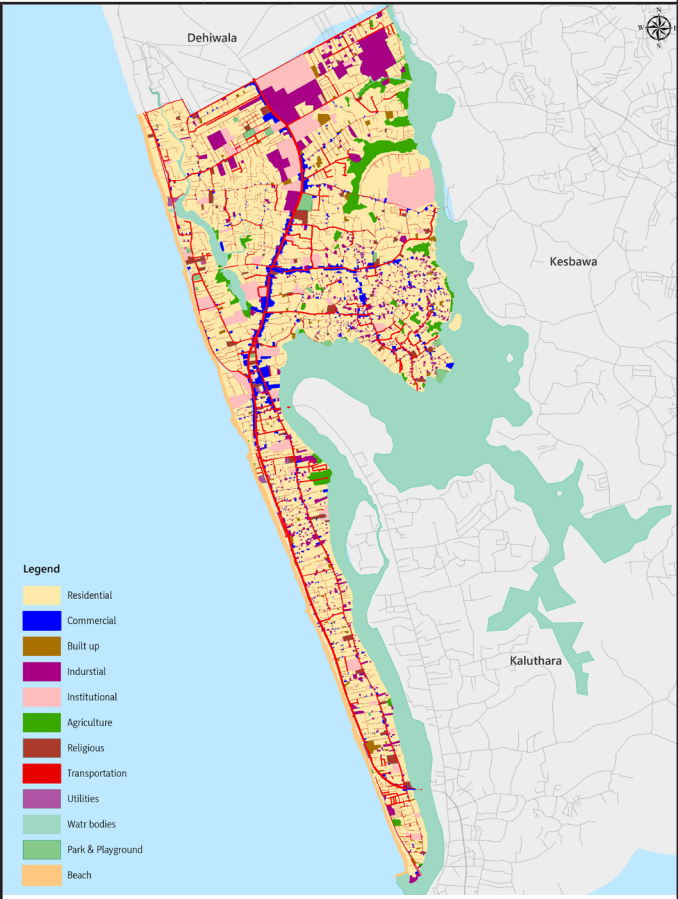 Dehiwala
N
W
E
S
Kesbawa
Legend
Residential
Commercial
Built up
Indurstial
Institutional
Agriculture
Religious
Transportation
Utilities
Watr bodies
Park & Playground
Beach
Kaluthara